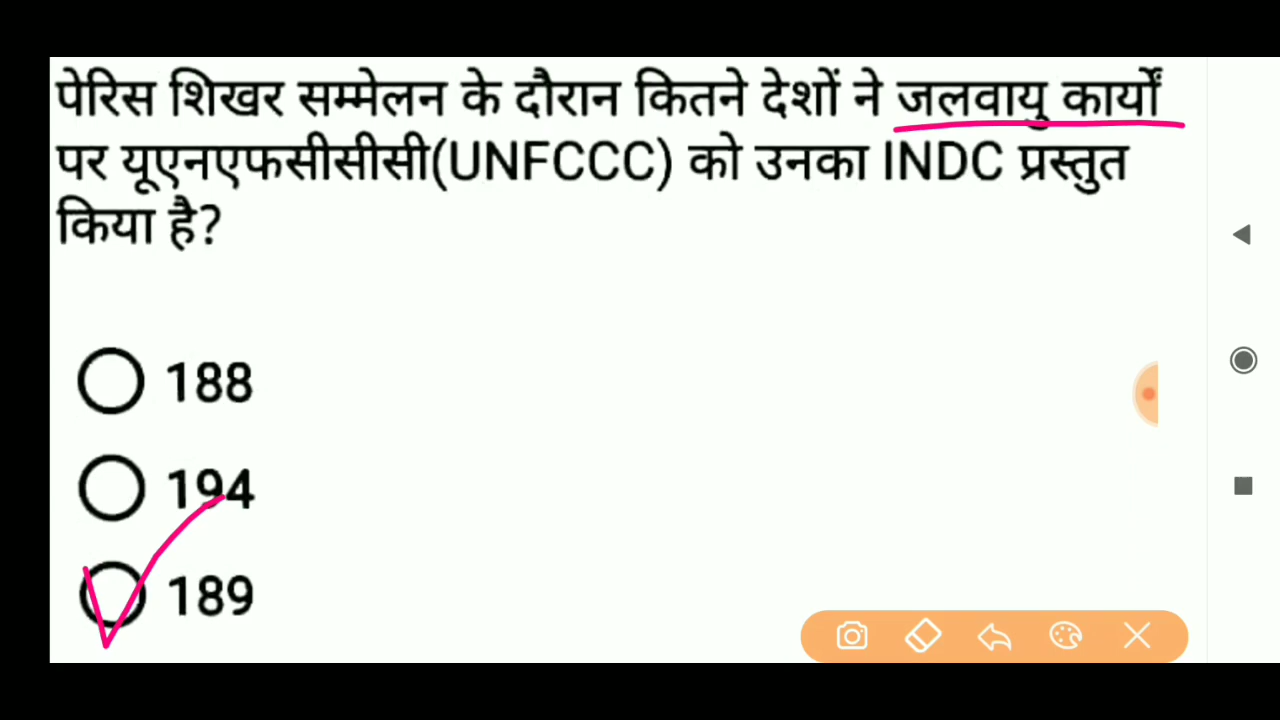 पेरिस शिखर सम्मेलन के दौरान कितने देशों ने जलवायु कार्यों
पर यूएनएफसीसीसी(UNFCCC) को उनका INDC प्रस्तुत
किया है?
188
194
189